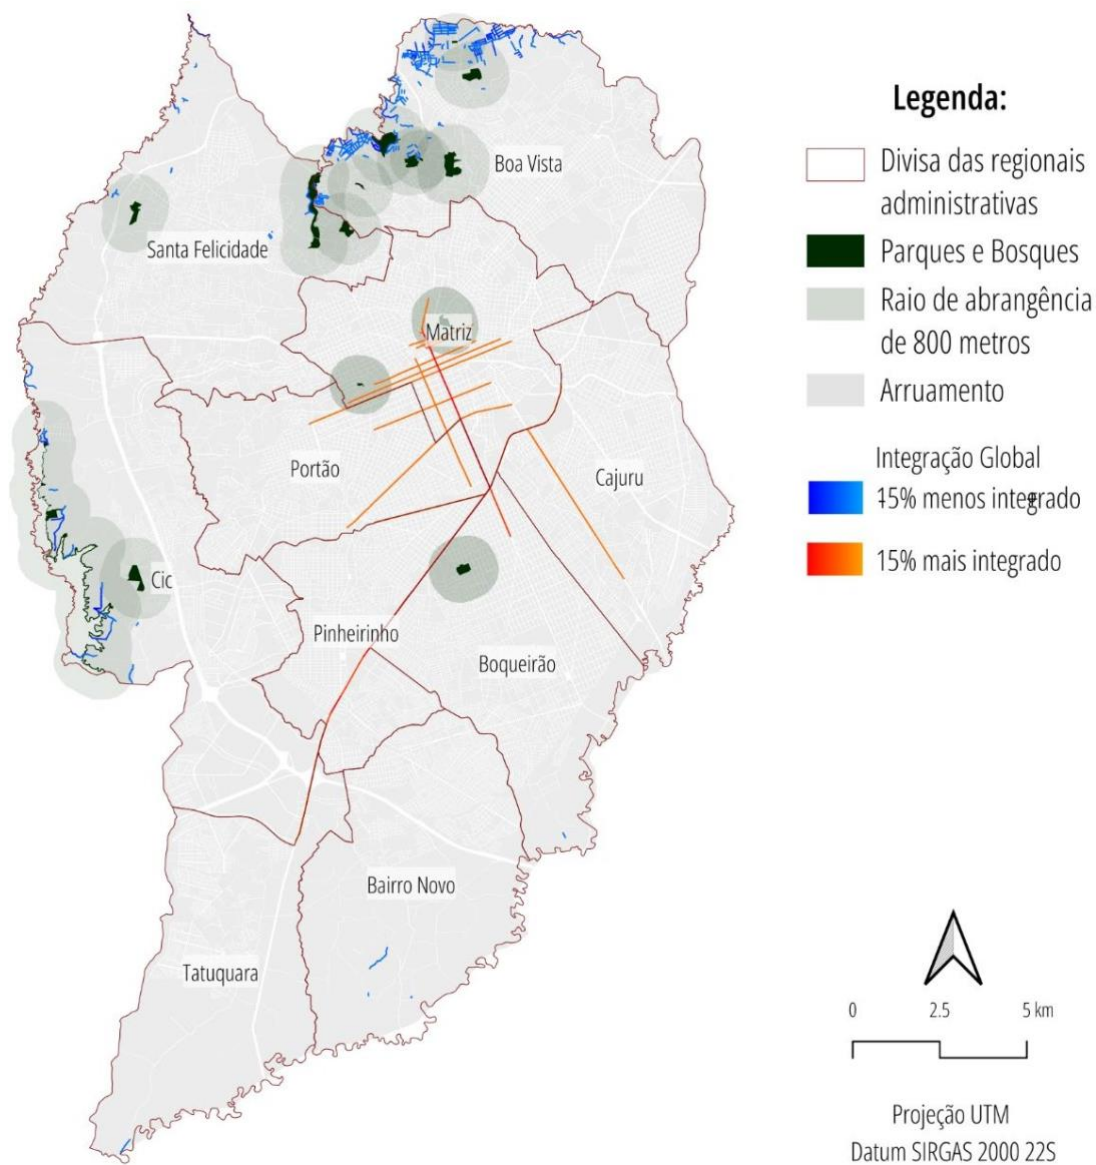 Legenda:
Divisa das regionais
administrativas
Parques e Bosques
Raio de abrangência
de 800 metros
Arruamento
Integração Global
15% menos integrado
15% mais integrado
Boa Vista
Santa Felicidade
Matriz
Portão
Cajuru
Cic
Pinheirinho
Boqueirão
Bairro Novo
Tatuquara
0 2.5 5 km
Projeção UTM
Datum SIRGAS 2000 22S